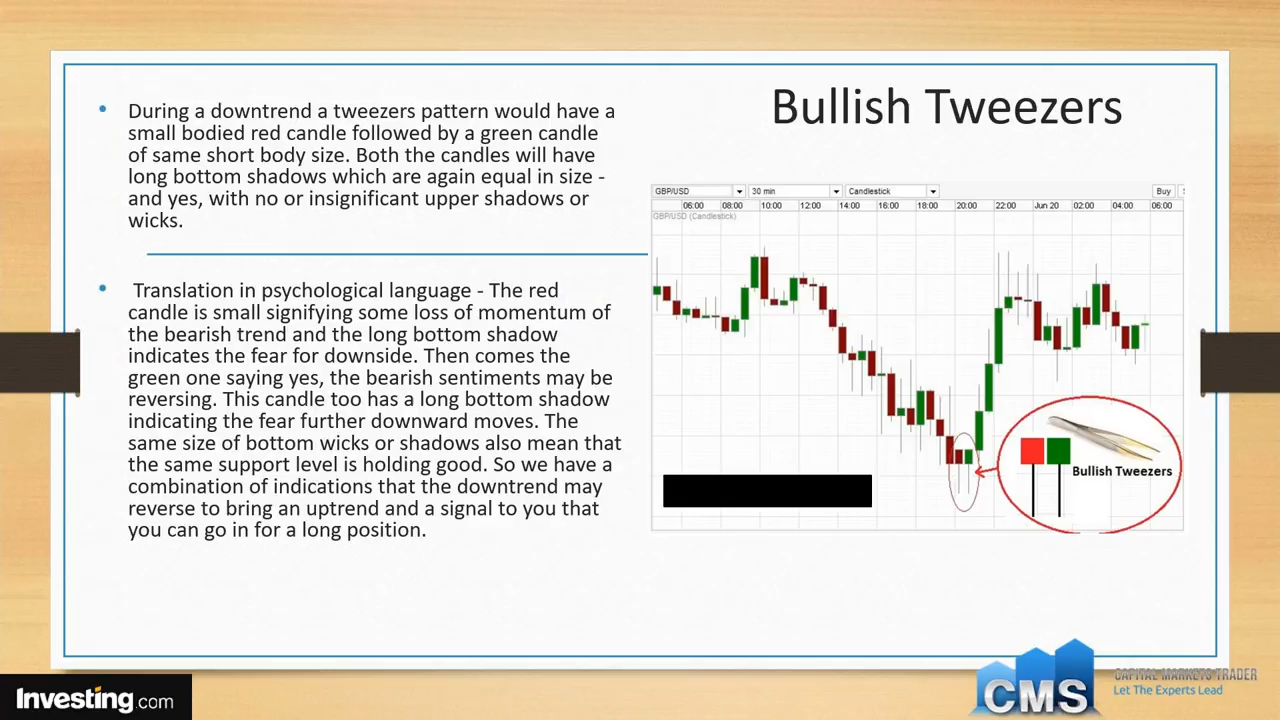 Bullish Tweezers
• During a downtrend a tweezers pattern would have a
small bodied red candle followed by a green candle
of same short body size. Both the candles will have
long bottom shadows which are again equal in size -
and yes, with no or insignificant upper shadows or
wicks.
• Translation in psychological language - The red
candle is small signifying some loss of momentum of
the bearish trend and the long bottom shadow
indicates the fear for downside. Then comes the
green one saying yes, the bearish sentiments may be
reversing. This candle too has a long bottom shadow
indicating the fear further downward moves. The
same size of bottom wicks or shadows also mean that
the same support level is holding good. So we have a
combination of indications that the downtrend may
reverse to bring an uptrend and a signal to you that
you can go in for a long position.
GBP/USD 30 min Candlestick Buy
06:00 08:00 10:00 12:00 14:00 16:00 18:00 20:00 22:00 Jun 20 02:00 04:00 06:00
GBP/USD (Candlestick)
Bullish Tweezers
Investing.com
CMS
CAPITAL MARKETS TRADER
Let The Experts Lead